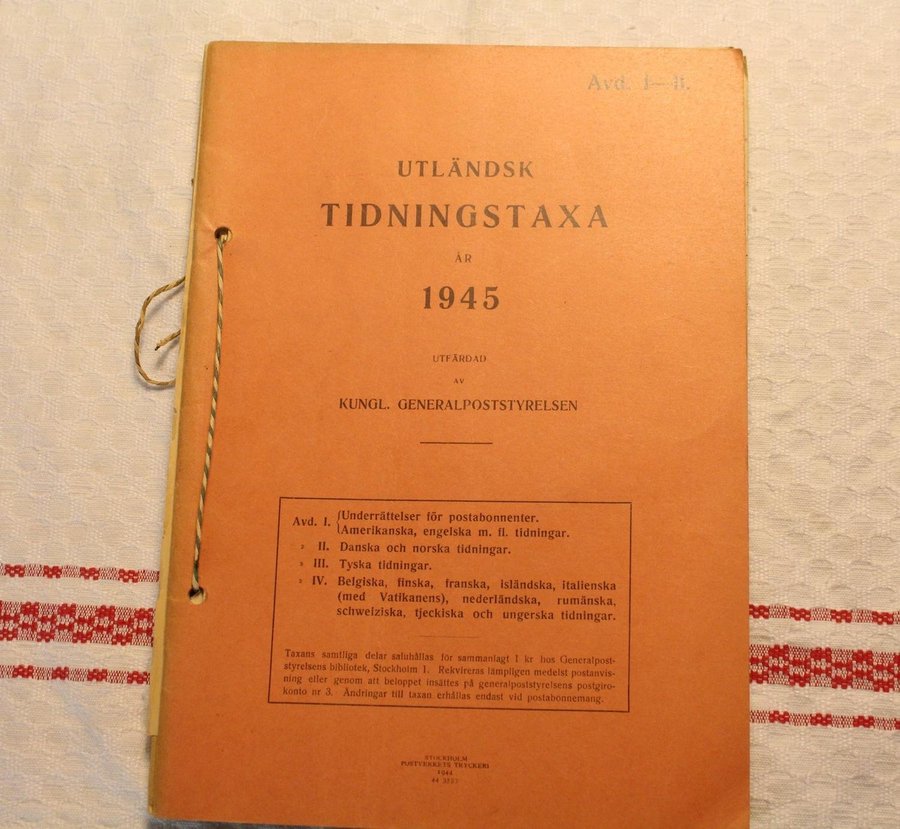 Avd. I—II.
UTLÄNDSK
TIDNINGSTAXA
ÅR
1945
UTFÄRDAD
AV
KUNGL. GENERALPOSTSTYRELSEN
Avd. I. {Underrättelser för postabonnenter.
Amerikanska, engelska m. fl. tidningar.
» II. Danska och norska tidningar.
» III. Tyska tidningar.
» IV. Belgiska, finska, franska, isländska, italienska
(med Vatikanens), nederländska, rumänska,
schweiziska, tjeckiska och ungerska tidningar.
Taxans samtliga delar saluhållas för sammanlagt 1 kr hos Generalpost-
styrelsens bibliotek, Stockholm 1. Rekvireras lämpligen medelst postanvis-
ning eller genom att beloppet insättes på generalpoststyrelsens postgiro-
konto nr 3. Ändringar till taxan erhållas endast vid postabonnemang.
STOCKHOLM
POSTVERKETS TRYCKERI
1944